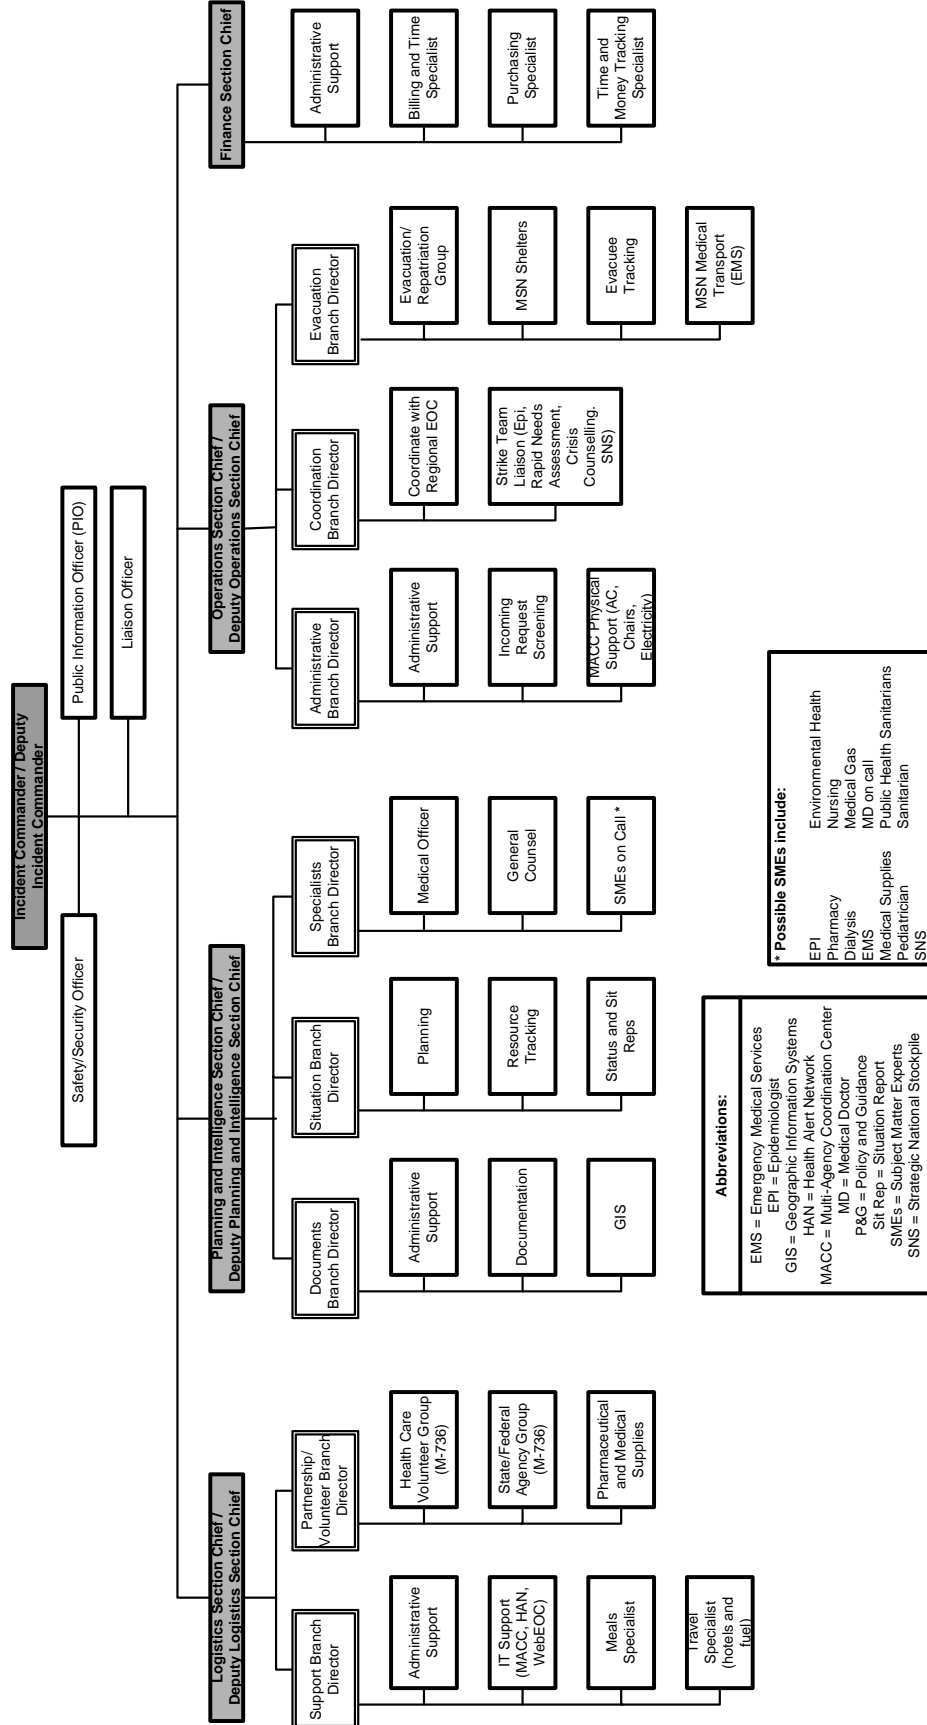 Incident Commander / Deputy
Incident Commander
Safety/Security Officer
Public Information Officer (PIO)
Liaison Officer
Logistics Section Chief /
Deputy Logistics Section Chief
Support Branch
Director
Administrative
Support
IT Support
(MACC, HAN,
WebEOC)
Meals
Specialist
Travel
Specialist
(hotels and
fuel)
Partnership/
Volunteer Branch
Director
Health Care
Volunteer Group
(M-736)
State/Federal
Agency Group
(M-736)
Pharmaceutical
and Medical
Supplies
Planning and Intelligence Section Chief /
Deputy Planning and Intelligence Section Chief
Documents
Branch Director
Administrative
Support
Documentation
GIS
Situation Branch
Director
Planning
Resource
Tracking
Status and Sit
Reps
Specialists
Branch Director
Medical Officer
General
Counsel
SMEs on Call *
Operations Section Chief /
Deputy Operations Section Chief
Administrative
Branch Director
Administrative
Support
Incoming
Request
Screening
MACC Physical
Support (AC,
Chairs,
Electricity)
Coordination
Branch Director
Coordinate with
Regional EOC
Strike Team
Liaison (Epi,
Rapid Needs
Assessment,
Crisis
Counselling.
SNS)
Evacuation
Branch Director
Evacuation/
Repatriation
Group
MSN Shelters
Evacuee
Tracking
MSN Medical
Transport
(EMS)
Finance Section Chief
Administrative
Support
Billing and Time
Specialist
Purchasing
Specialist
Time and
Money Tracking
Specialist
Abbreviations:
EMS = Emergency Medical Services
EPI = Epidemiologist
GIS = Geographic Information Systems
HAN = Health Alert Network
MACC = Multi-Agency Coordination Center
MD = Medical Doctor
P&G = Policy and Guidance
Sit Rep = Situation Report
SMEs = Subject Matter Experts
SNS = Strategic National Stockpile
* Possible SMEs include:
EPI
Pharmacy
Dialysis
EMS
Medical Supplies
Pediatrician
SNS
Environmental Health
Nursing
Medical Gas
MD on call
Public Health Sanitarians
Sanitarian